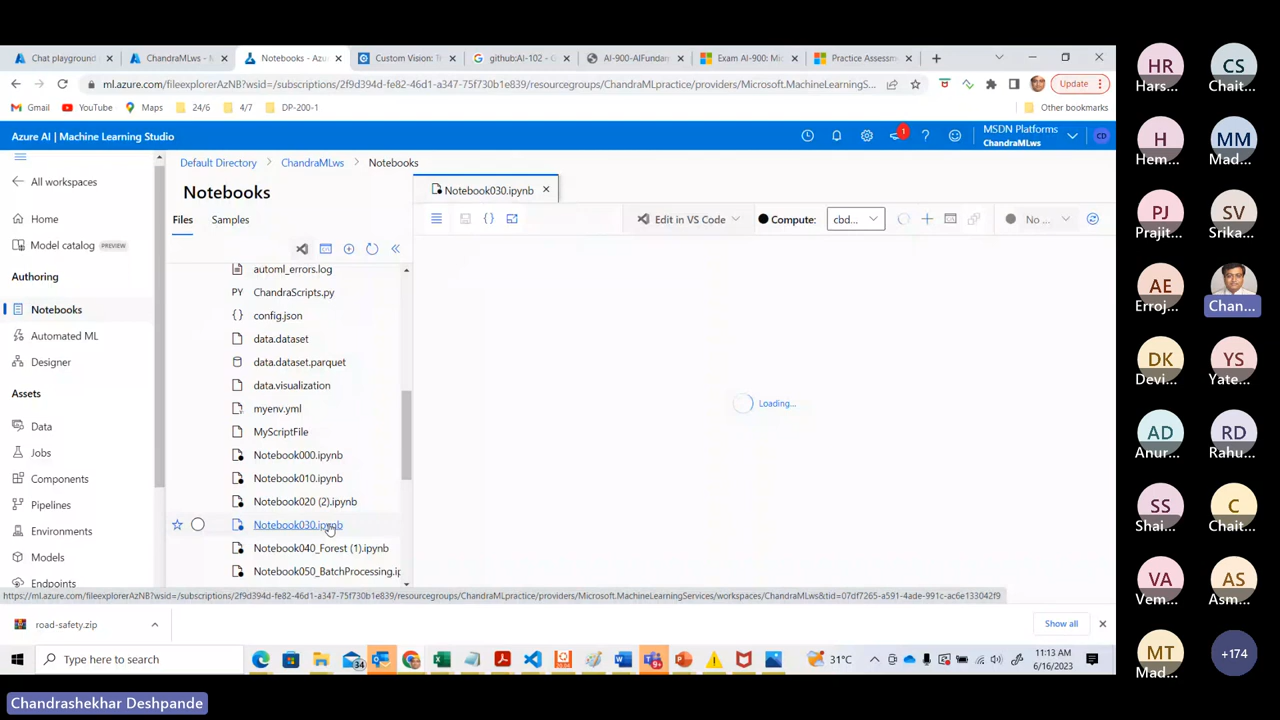 Chat playground
ChandraMLws - M
Notebooks - Azu
Custom Vision: Tr
github:AI-102 - G
AI-900-AIFundam
Exam AI-900: Mic
Practice Assessm
ml.azure.com/fileexplorerAzNB?wsid=/subscriptions/2f9d394d-fe82-46d1-a347-75f730b1e839/resourcegroups/ChandraMLpractice/providers/Microsoft.MachineLearningS...
Update
Gmail
YouTube
Maps
24/6
4/7
DP-200-1
Other bookmarks
Azure AI | Machine Learning Studio
1
MSDN Platforms
ChandraMLws
CD
All workspaces
Default Directory > ChandraMLws > Notebooks
Notebooks
Notebook030.ipynb
Files
Samples
Edit in VS Code
Compute:
cbd...
No ...
Home
Model catalog PREVIEW
Authoring
Notebooks
Automated ML
Designer
Assets
Data
Jobs
Components
Pipelines
Environments
Models
Endpoints
automl_errors.log
PY ChandraScripts.py
{} config.json
data.dataset
data.dataset.parquet
data.visualization
myenv.yml
MyScriptFile
Notebook000.ipynb
Notebook010.ipynb
Notebook020 (2).ipynb
Notebook030.ipynb
Notebook040_Forest (1).ipynb
Notebook050_BatchProcessing.ip
Loading...
https://ml.azure.com/fileexplorerAzNB?wsid=/subscriptions/2f9d394d-fe82-46d1-a347-75f730b1e839/resourcegroups/ChandraMLpractice/providers/Microsoft.MachineLearningServices/workspaces/ChandraMLws&tid=07df7265-a591-4ade-991c-ac6e133042f9
road-safety.zip
Show all
Type here to search
34
9+
31°C
11:13 AM
6/16/2023
Chandrashekhar Deshpande
HR
Hars...
CS
Chait...
H
Hem...
MM
Mad...
PJ
Prajit...
SV
Srika...
AE
Erroj...
Chan...
DK
Devi...
YS
Yate...
AD
Anur...
RD
Rahu...
SS
Shai...
C
Chait...
VA
Vem...
AS
Asm...
MT
Mad...
+174